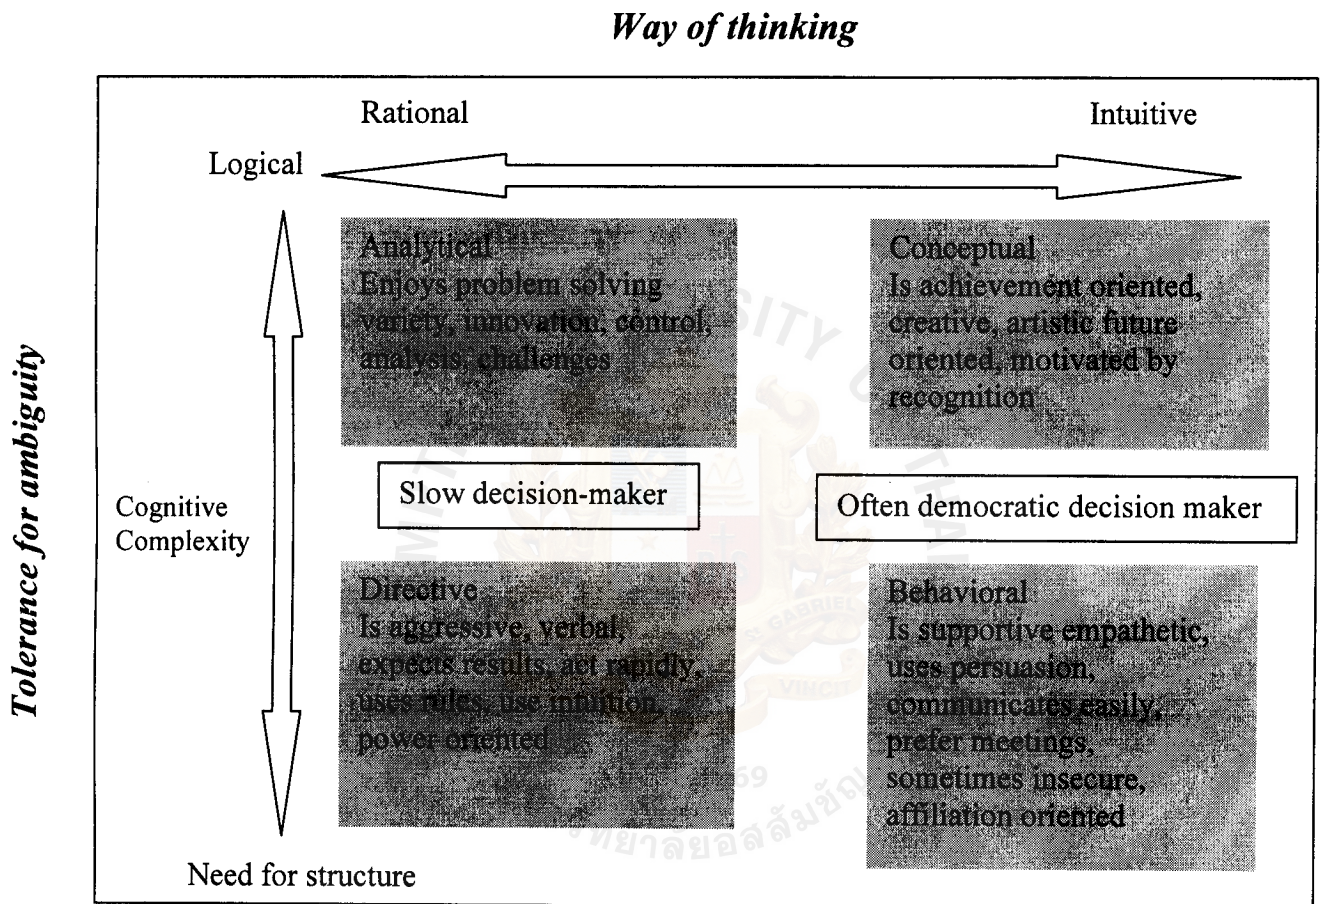 Way of thinking
Rational
Intuitive
Logical
Analytical
Enjoys problem solving
variety, innovation, control,
analysis, challenges
Conceptual
Is achievement oriented,
creative, artistic future
oriented, motivated by
recognition
Tolerance for ambiguity
Cognitive
Complexity
Slow decision-maker
Often democratic decision maker
Directive
Is aggressive, verbal,
expects results, act rapidly,
uses rules, use intuition,
power oriented
Behavioral
Is supportive empathetic,
uses persuasion,
communicates easily,
prefer meetings,
sometimes insecure,
affiliation oriented
Need for structure
GABRIEL
VINCIT